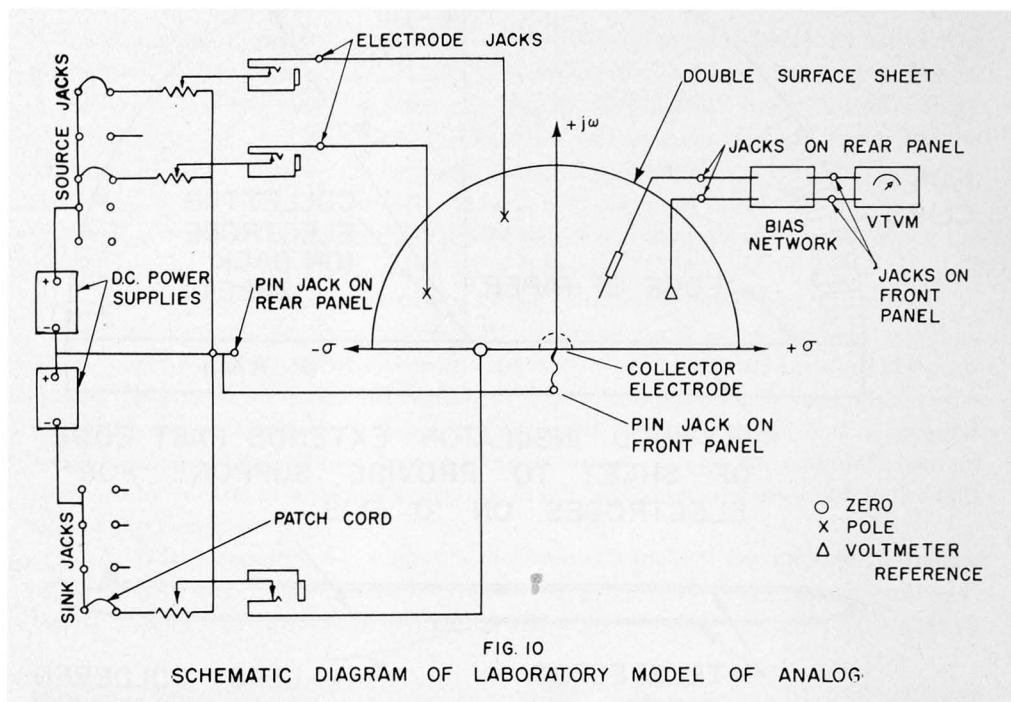 ELECTRODE JACKS
SOURCE JACKS
DOUBLE SURFACE SHEET
+jω
JACKS ON REAR PANEL
BIAS
NETWORK
VTVM
JACKS ON
FRONT
PANEL
D.C. POWER
SUPPLIES
PIN JACK ON
REAR PANEL
+
-
+
-
-σ
+σ
COLLECTOR
ELECTRODE
PIN JACK ON
FRONT PANEL
SINK JACKS
PATCH CORD
O ZERO
X POLE
Δ VOLTMETER
REFERENCE
FIG. 10
SCHEMATIC DIAGRAM OF LABORATORY MODEL OF ANALOG